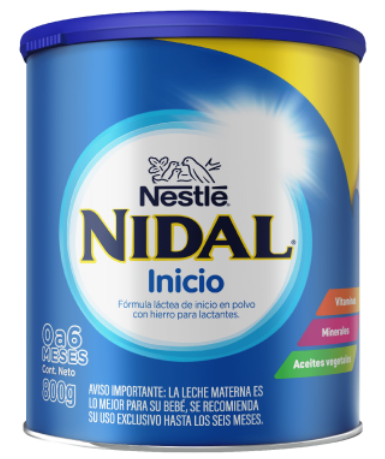 Nestlé
NIDAL
Inicio
Fórmula láctea de inicio en polvo
con hierro para lactantes.
Vitaminas
Minerales
Aceites vegetales
0 a 6
MESES
Cont. Neto
800g
AVISO IMPORTANTE: LA LECHE MATERNA ES
LO MEJOR PARA SU BEBÉ, SE RECOMIENDA
SU USO EXCLUSIVO HASTA LOS SEIS MESES.